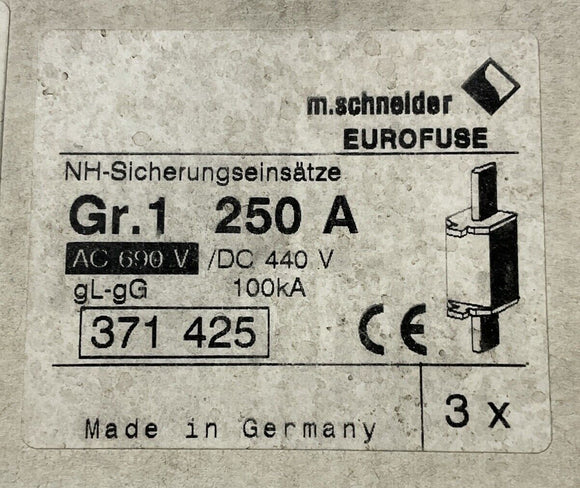 m.schneider
EUROFUSE
NH-Sicherungseinsätze
Gr.1 250 A
AC 690 V /DC 440 V
gL-gG 100kA
371 425
CE
Made in Germany
3 x